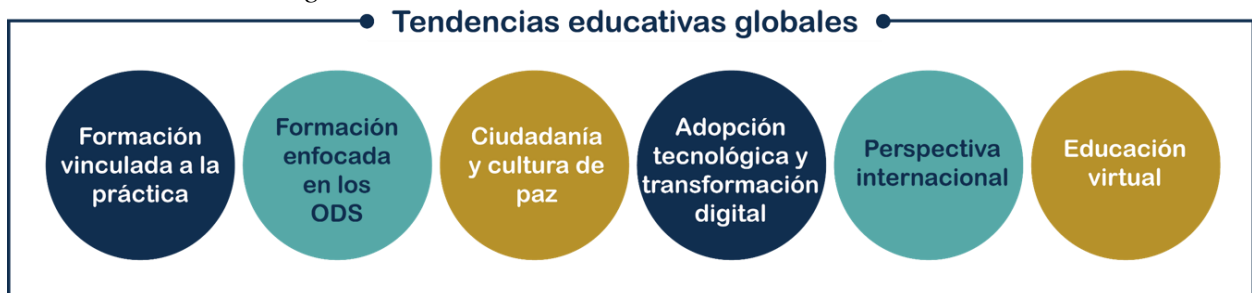 Tendencias educativas globales
Formación
vinculada a la
práctica
Formación
enfocada
en los
ODS
Ciudadanía
y cultura de
paz
Adopción
tecnológica y
transformación
digital
Perspectiva
internacional
Educación
virtual